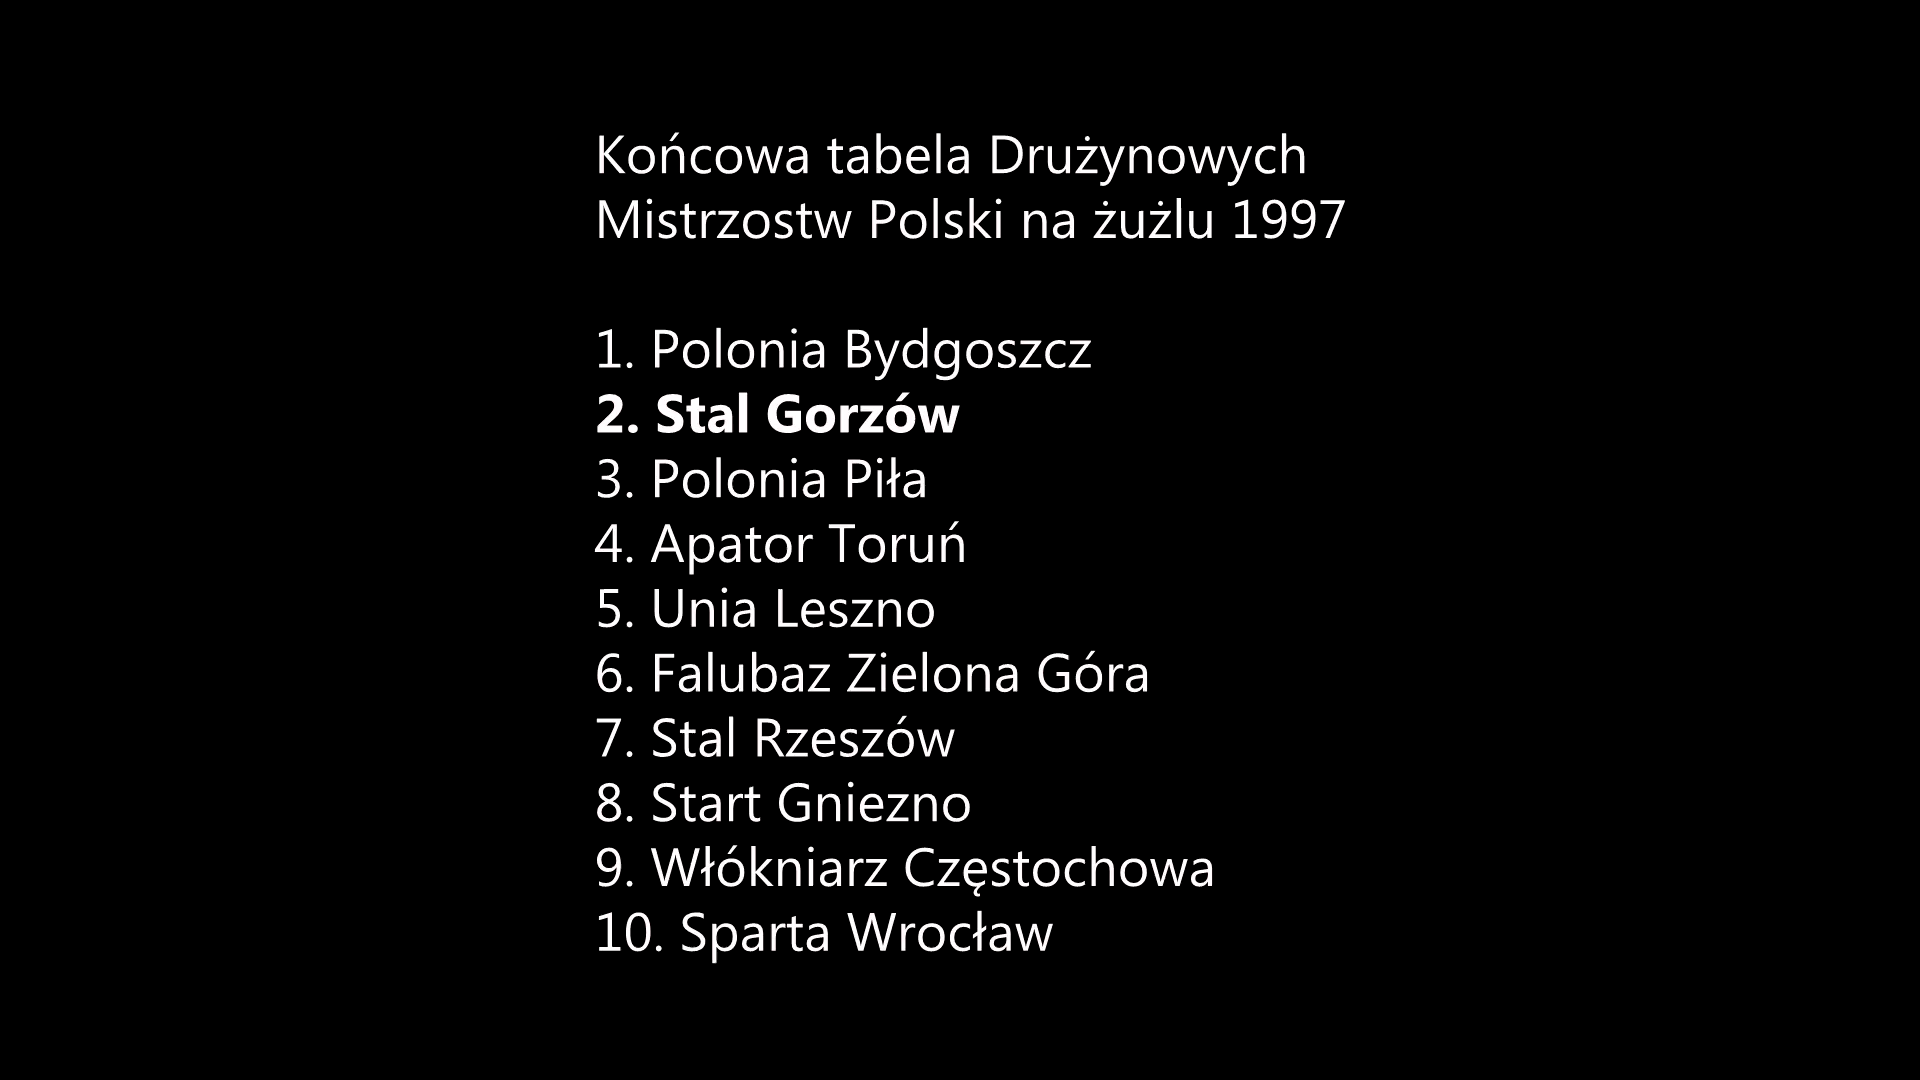 Końcowa tabela Drużynowych
Mistrzostw Polski na żużlu 1997
1. Polonia Bydgoszcz
2. Stal Gorzów
3. Polonia Piła
4. Apator Toruń
5. Unia Leszno
6. Falubaz Zielona Góra
7. Stal Rzeszów
8. Start Gniezno
9. Włókniarz Częstochowa
10. Sparta Wrocław